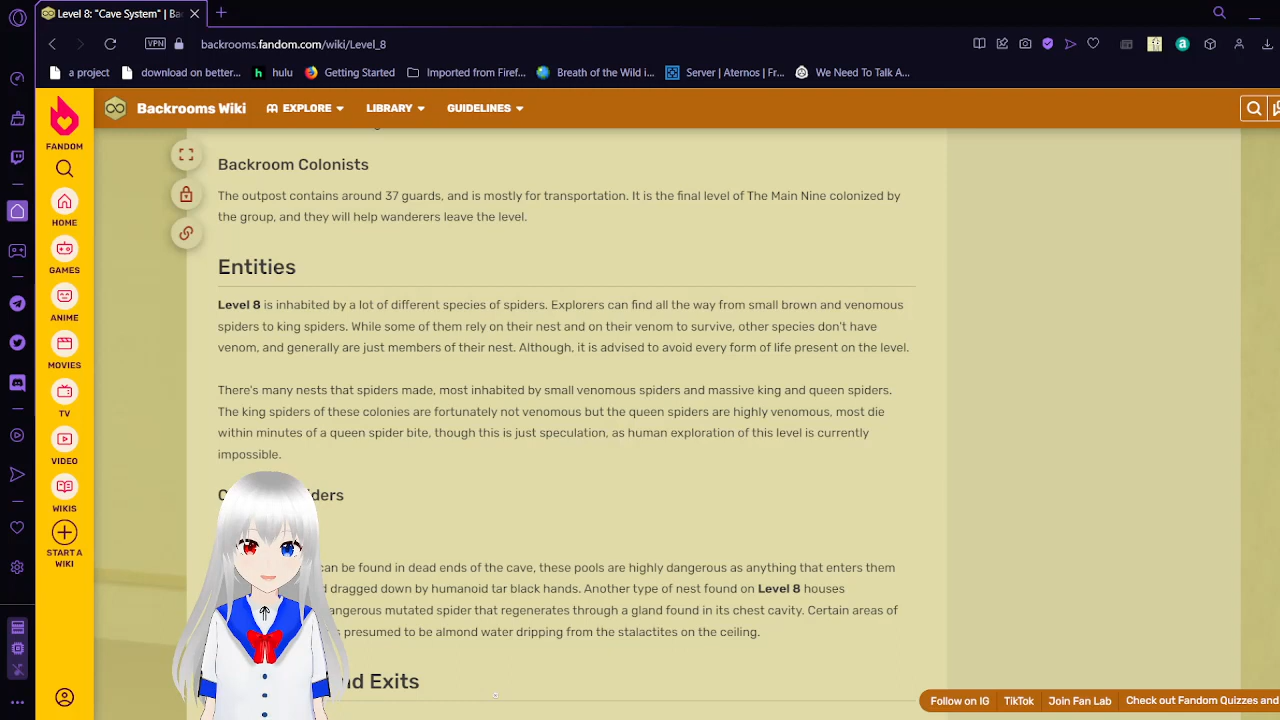 Level 8: "Cave System" | Ba
VPN
backrooms.fandom.com/wiki/Level_8
a project
download on better...
hulu
Getting Started
Imported from Firef...
Breath of the Wild i...
Server | Aternos | Fr...
We Need To Talk A...
FANDOM
HOME
GAMES
ANIME
MOVIES
TV
VIDEO
WIKIS
START A
WIKI
Backrooms Wiki
EXPLORE
LIBRARY
GUIDELINES
Backroom Colonists
The outpost contains around 37 guards, and is mostly for transportation. It is the final level of The Main Nine colonized by
the group, and they will help wanderers leave the level.
Entities
Level 8 is inhabited by a lot of different species of spiders. Explorers can find all the way from small brown and venomous
spiders to king spiders. While some of them rely on their nest and on their venom to survive, other species don't have
venom, and generally are just members of their nest. Although, it is advised to avoid every form of life present on the level.
There's many nests that spiders made, most inhabited by small venomous spiders and massive king and queen spiders.
The king spiders of these colonies are fortunately not venomous but the queen spiders are highly venomous, most die
within minutes of a queen spider bite, though this is just speculation, as human exploration of this level is currently
impossible.
can be found in dead ends of the cave, these pools are highly dangerous as anything that enters them
dragged down by humanoid tar black hands. Another type of nest found on Level 8 houses
mutated spider that regenerates through a gland found in its chest cavity. Certain areas of
presumed to be almond water dripping from the stalactites on the ceiling.
Exits
Follow on IG
TikTok
Join Fan Lab
Check out Fandom Quizzes and